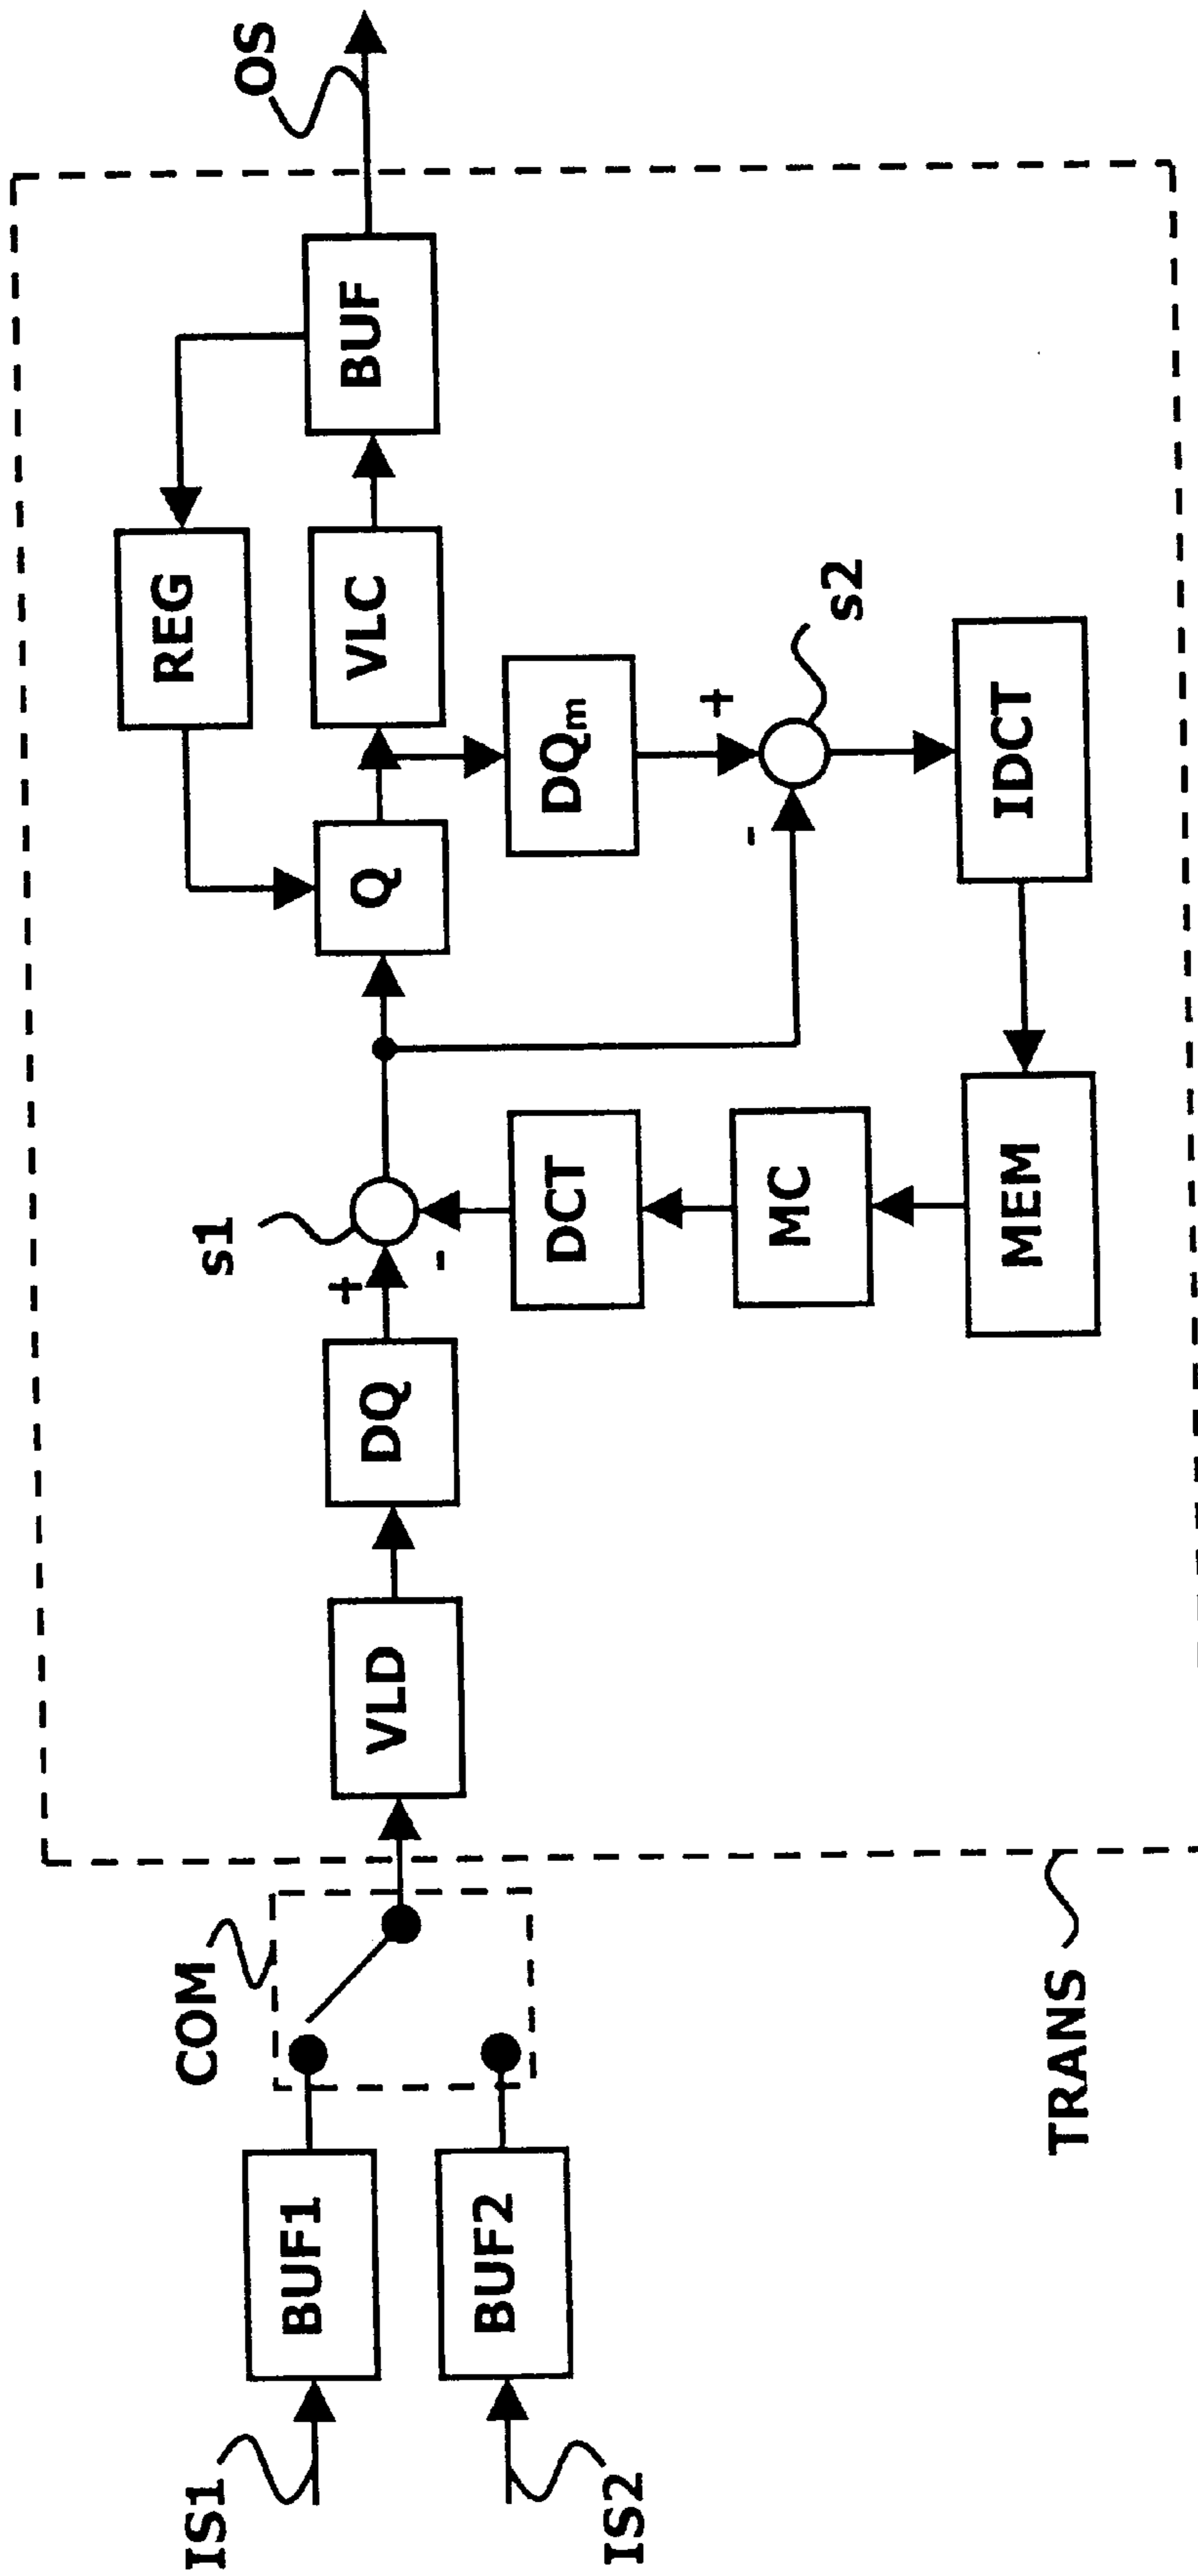 IS1
IS2
BUF1
BUF2
COM
TRANS
VLD
DQ
+
-
s1
DCT
MC
MEM
Q
REG
VLC
DQm
+
-
s2
IDCT
BUF
OS